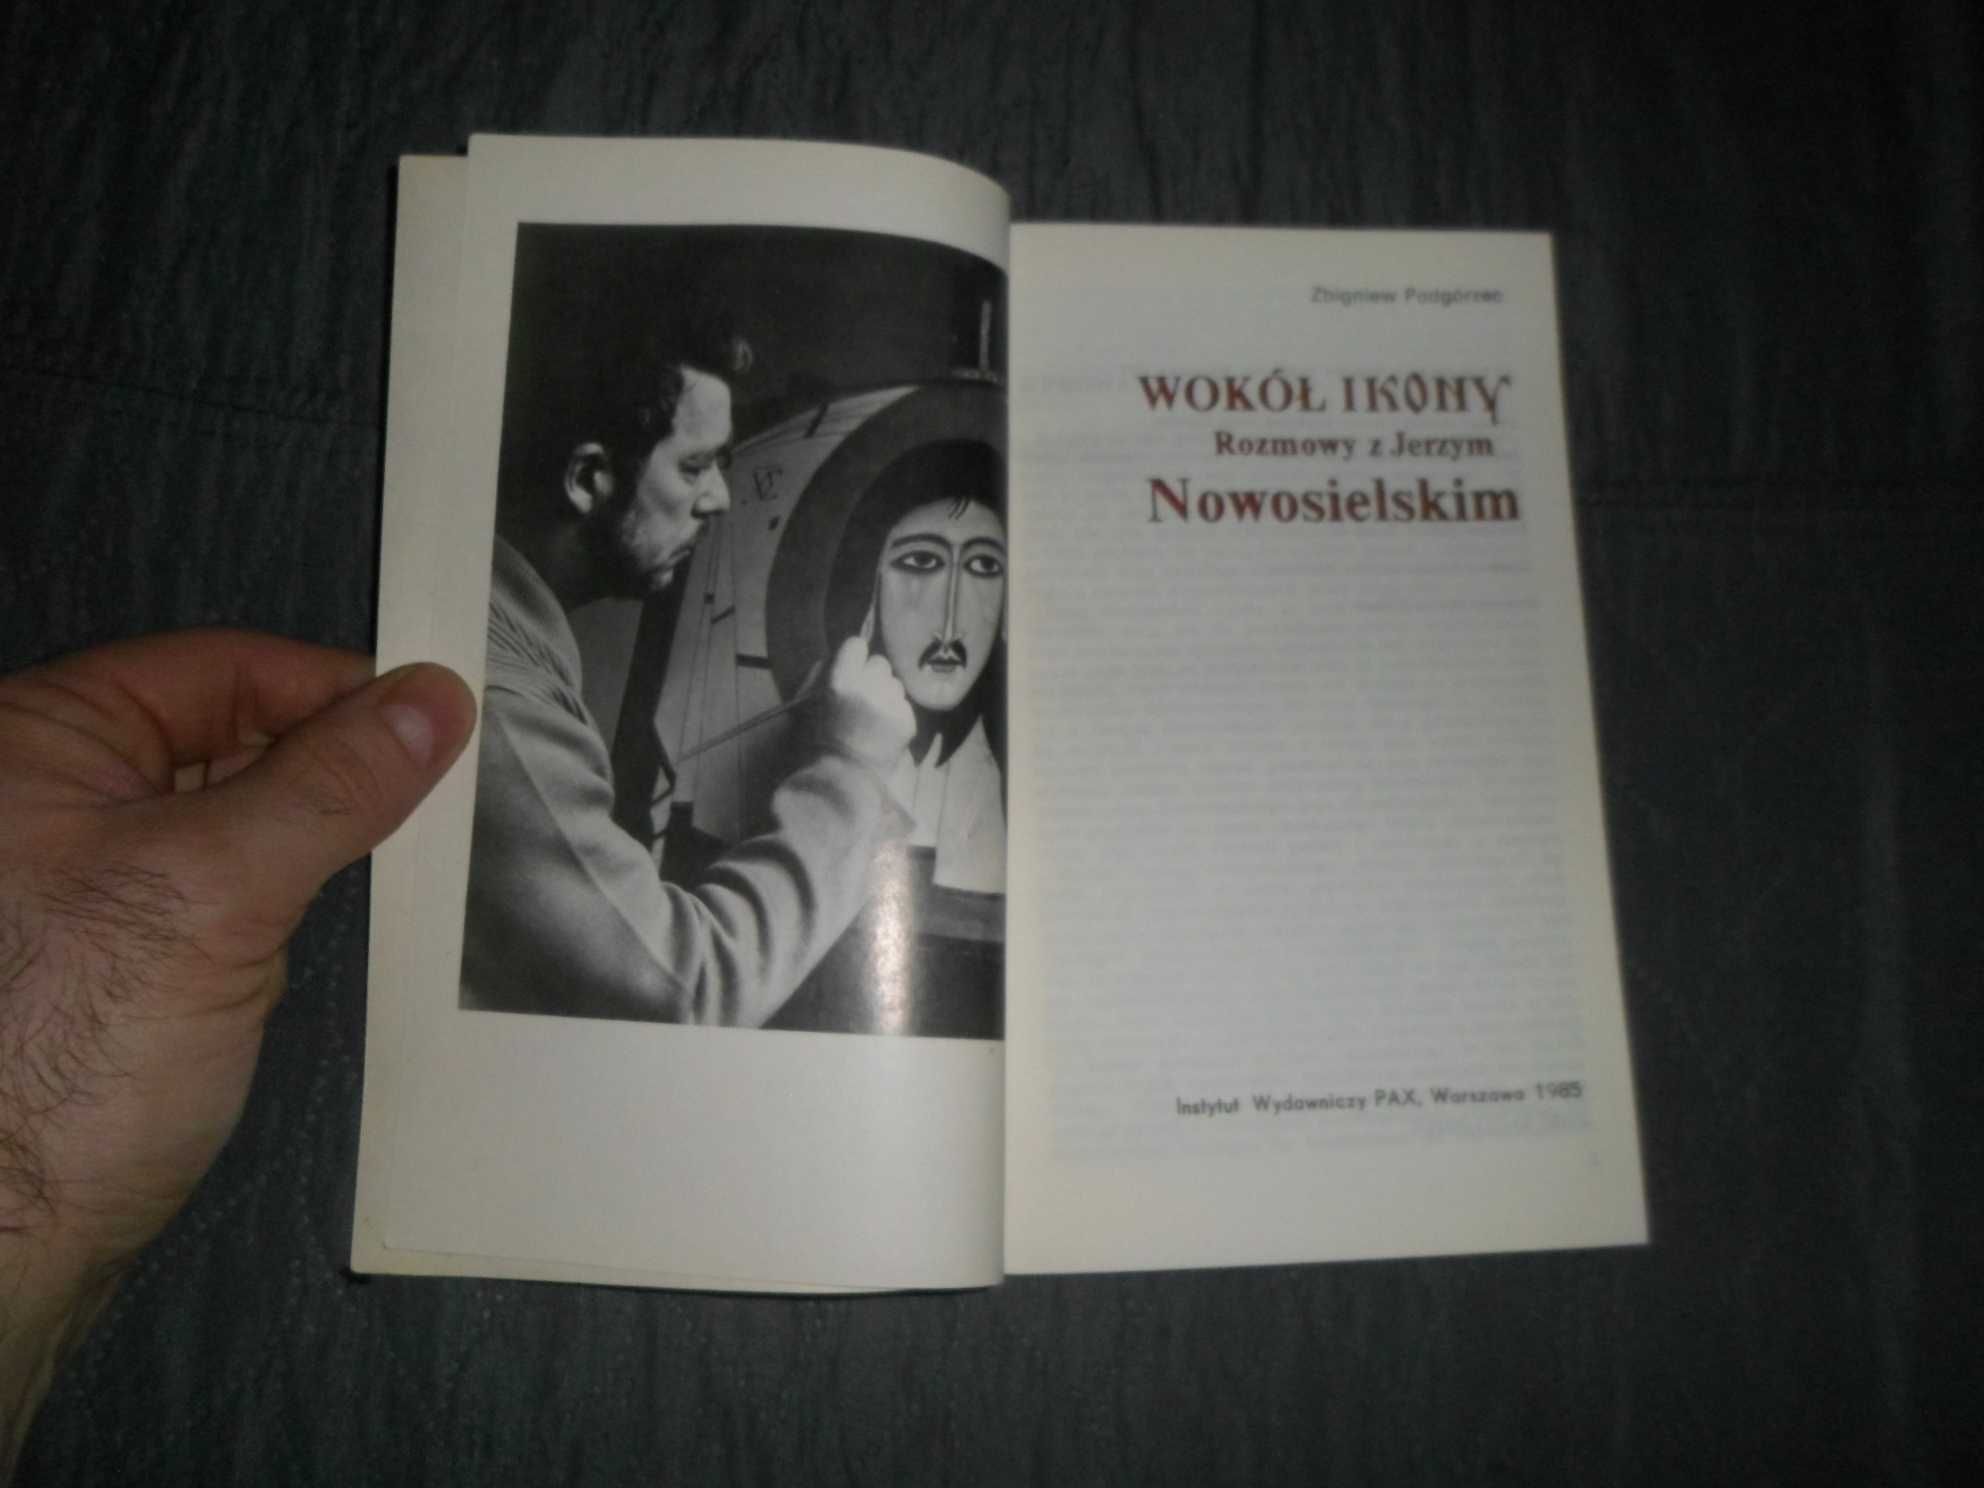 Zbigniew Podgórzec
WOKÓŁ IKONY
Rozmowy z Jerzym
Nowosielskim
Instytut Wydawniczy PAX, Warszawa 1985